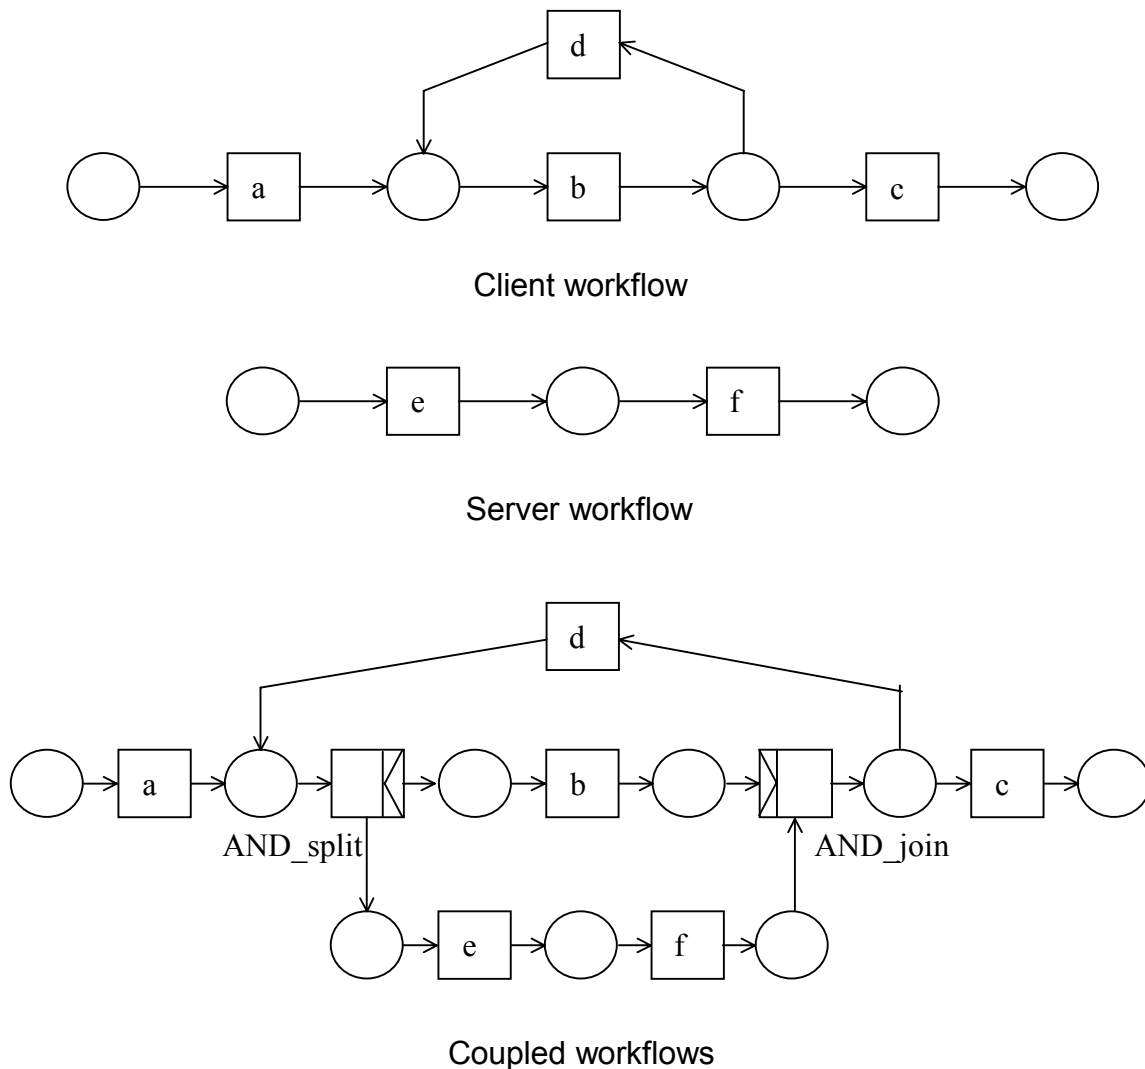 d
a
b
c
Client workflow
e
f
Server workflow
d
a
b
c
AND_split
AND_join
e
f
Coupled workflows